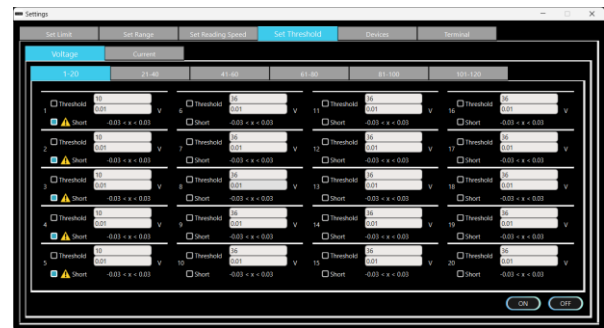 Settings
Set Limit Set Range Set Reading Speed Set Threshold Devices Terminal
Voltage Current
1-20 21-40 41-60 61-80 81-100 101-120
10 36 36 36
1 Threshold 0.01 V 6 Threshold 0.01 V 11 Threshold 0.01 V 16 Threshold 0.01 V
Short -0.03 < x < 0.03 Short -0.03 < x < 0.03 Short -0.03 < x < 0.03 Short -0.03 < x < 0.03
10 36 36 36
2 Threshold 0.01 V 7 Threshold 0.01 V 12 Threshold 0.01 V 17 Threshold 0.01 V
Short -0.03 < x < 0.03 Short -0.03 < x < 0.03 Short -0.03 < x < 0.03 Short -0.03 < x < 0.03
10 36 36 36
3 Threshold 0.01 V 8 Threshold 0.01 V 13 Threshold 0.01 V 18 Threshold 0.01 V
Short -0.03 < x < 0.03 Short -0.03 < x < 0.03 Short -0.03 < x < 0.03 Short -0.03 < x < 0.03
10 36 36 36
4 Threshold 0.01 V 9 Threshold 0.01 V 14 Threshold 0.01 V 19 Threshold 0.01 V
Short -0.03 < x < 0.03 Short -0.03 < x < 0.03 Short -0.03 < x < 0.03 Short -0.03 < x < 0.03
10 36 36 36
5 Threshold 0.01 V 10 Threshold 0.01 V 15 Threshold 0.01 V 20 Threshold 0.01 V
Short -0.03 < x < 0.03 Short -0.03 < x < 0.03 Short -0.03 < x < 0.03 Short -0.03 < x < 0.03
ON OFF